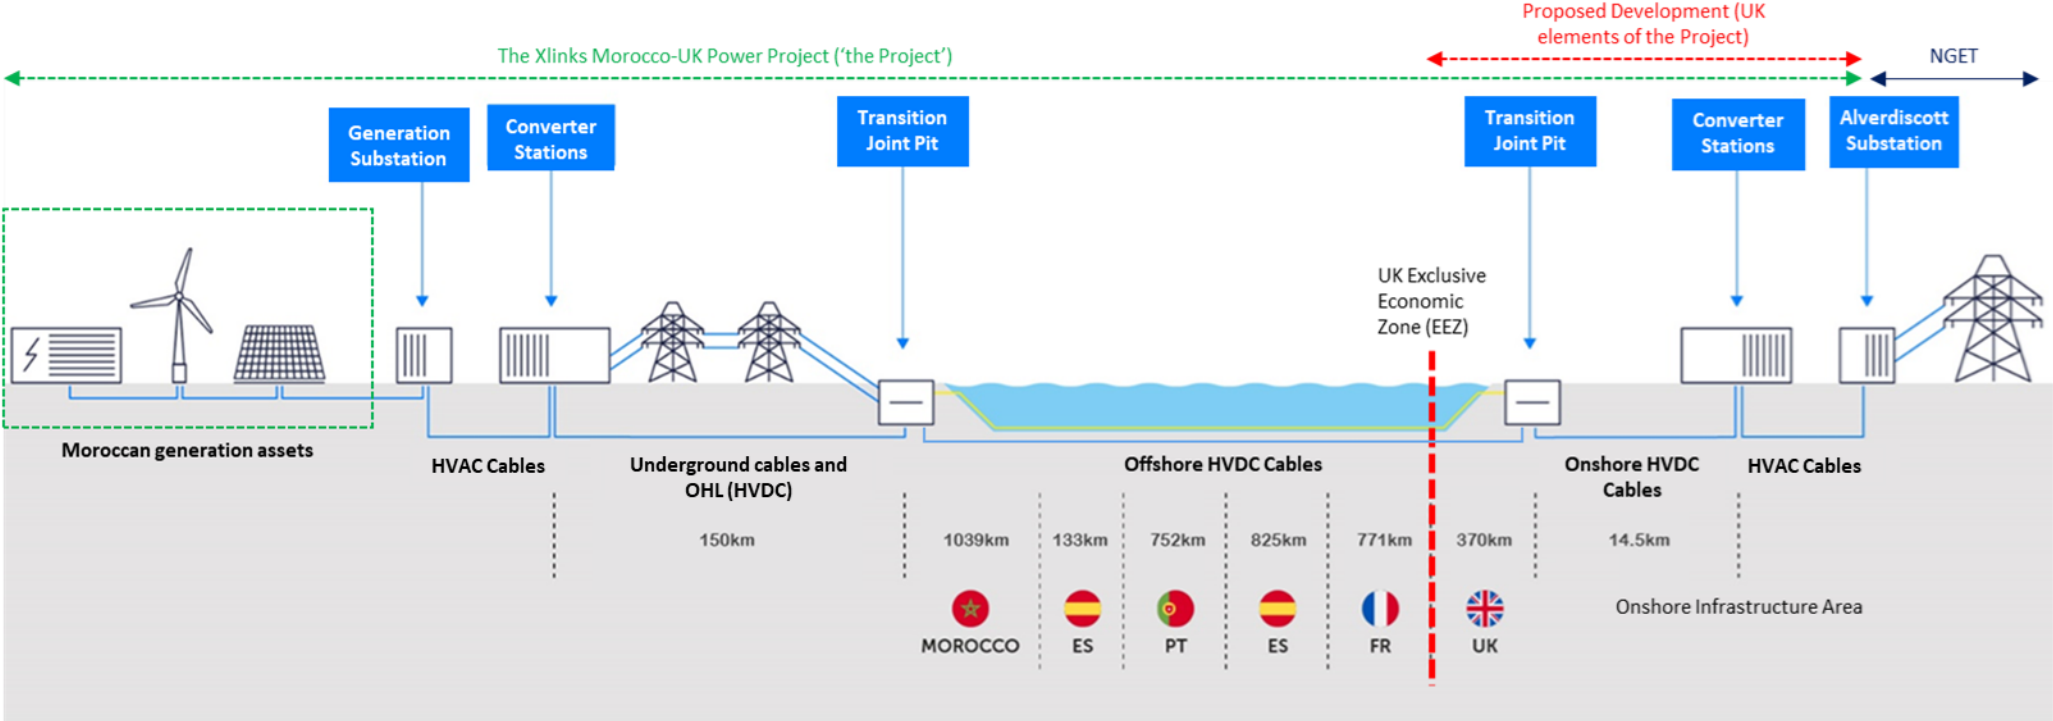 Proposed Development (UK
elements of the Project)
The Xlinks Morocco-UK Power Project (‘the Project’)
NGET
Generation
Substation
Converter
Stations
Transition
Joint Pit
Transition
Joint Pit
Converter
Stations
Alverdiscott
Substation
UK Exclusive
Economic
Zone (EEZ)
Moroccan generation assets
HVAC Cables
Underground cables and
OHL (HVDC)
Offshore HVDC Cables
Onshore HVDC
Cables
HVAC Cables
150km
1039km
133km
752km
825km
771km
370km
14.5km
MOROCCO
ES
PT
ES
FR
UK
Onshore Infrastructure Area